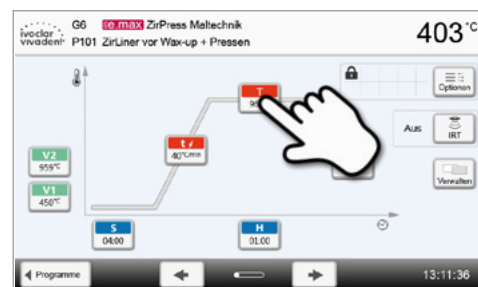 ivoclar vivadent G6 e.max ZirPress Maltechnik
P101 ZirLiner vor Wax-up + Pressen
403°C
T
Optionen
Aus IRT
t
40°C/min
V2
959°C
V1
450°C
Verwalten
S
04:00
H
01:00
Programme
13:11:36